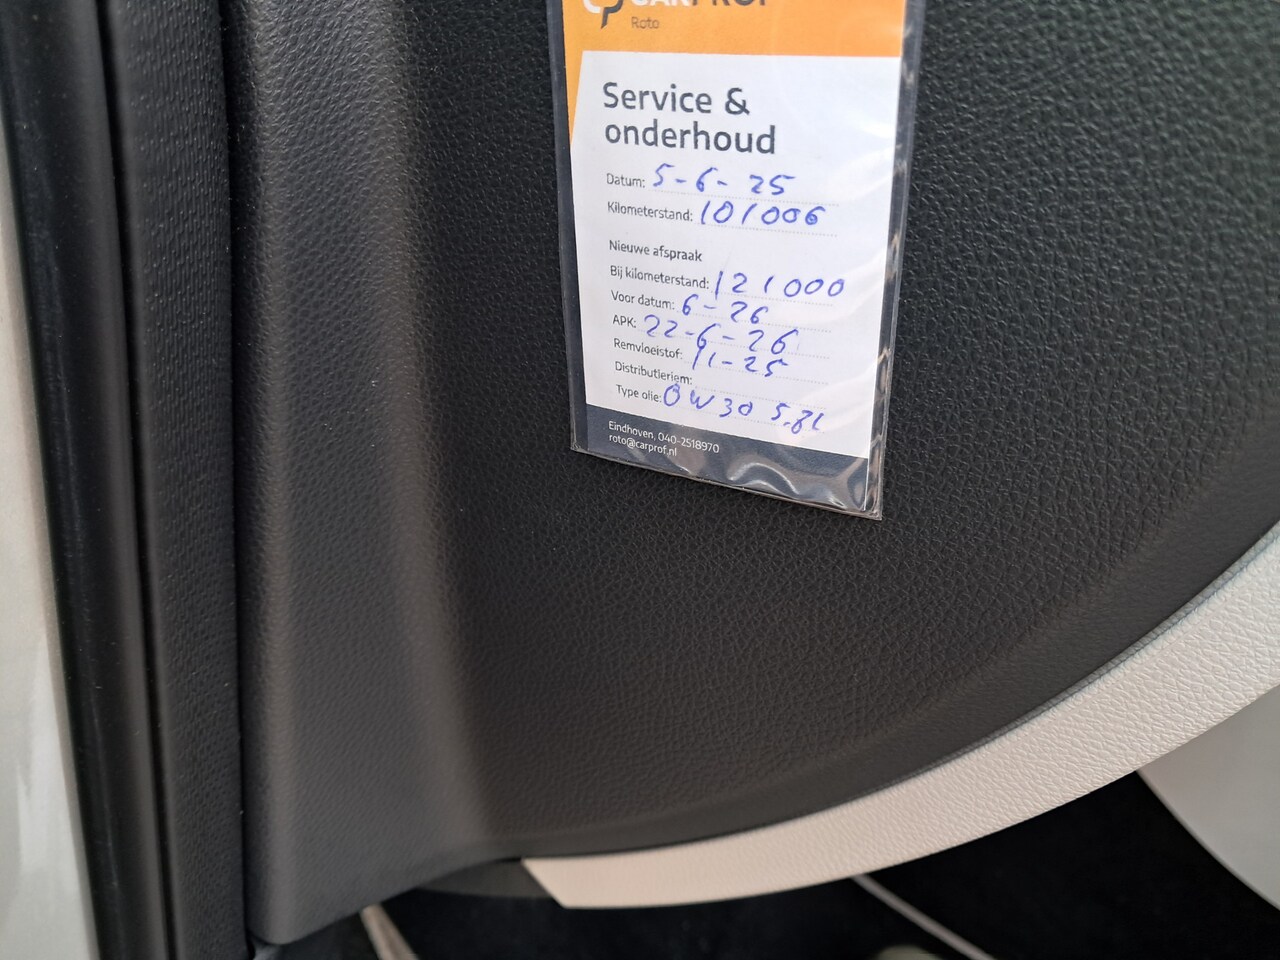 CARPROF
Roto
Service &
onderhoud
Datum: 5-6-25
Kilometerstand: 101006
Nieuwe afspraak
Bij kilometerstand: 121000
Voor datum: 6-26
APK: 22-6-26
Remvloeistof: 11-25
Distributieriem:
Type olie: 0W30 5.8L
Eindhoven, 040-2518970
roto@carprof.nl